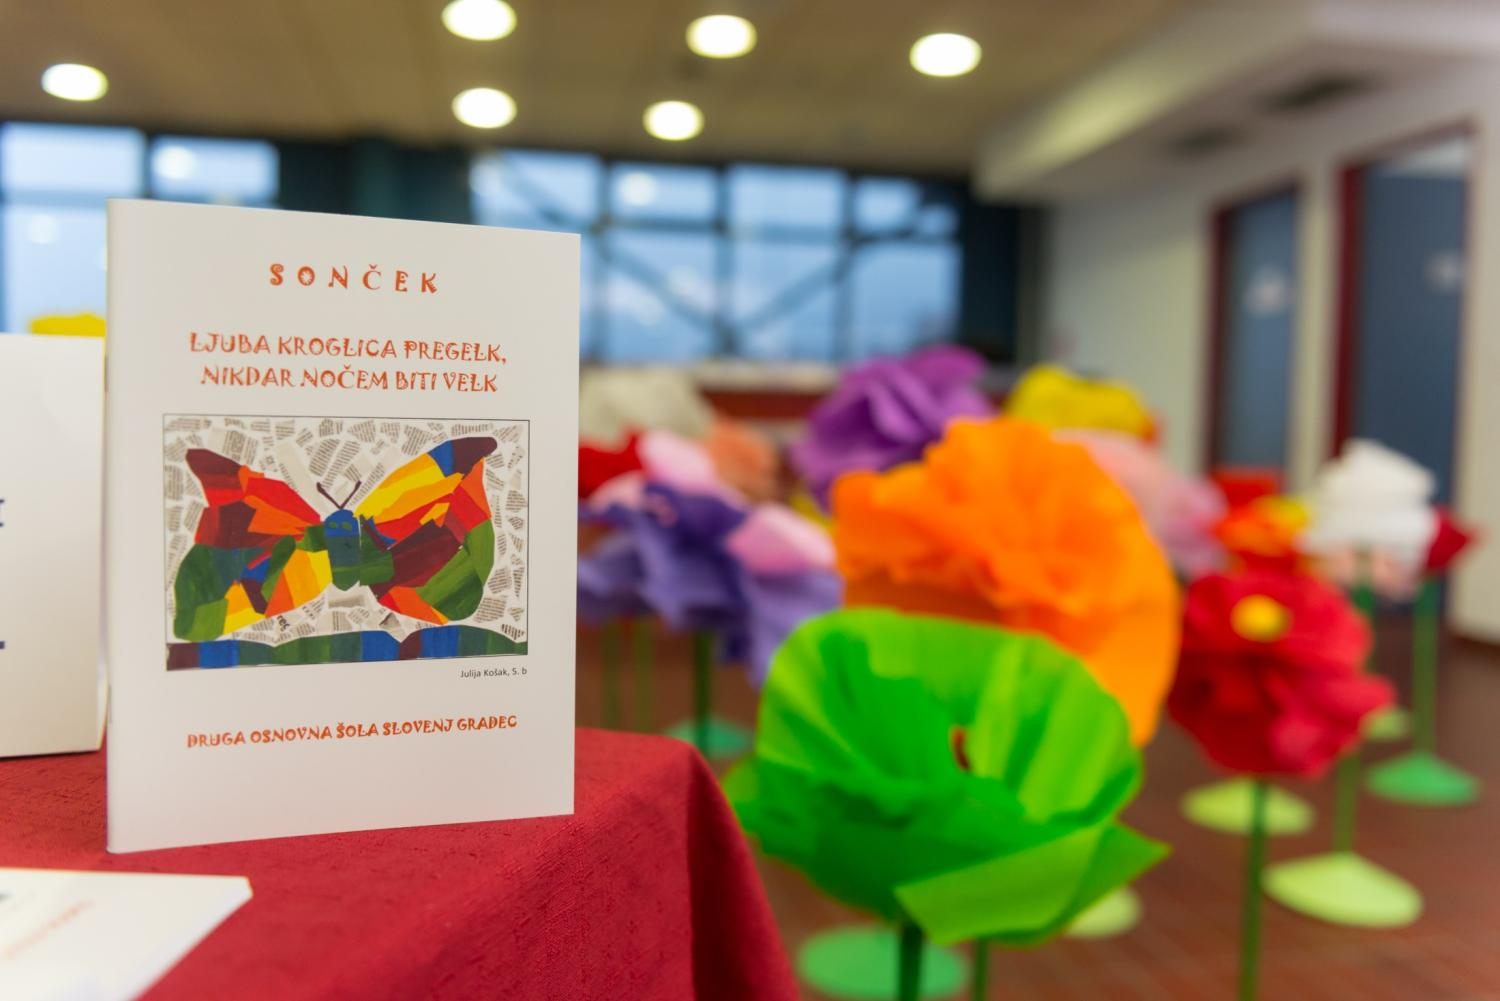 SONČEK
LJUBA KROGLICA PREGELK,
NIKDAR NOČEM BITI VELK
Julija Košak, 5. b
DRUGA OSNOVNA ŠOLA SLOVENJ GRADEC